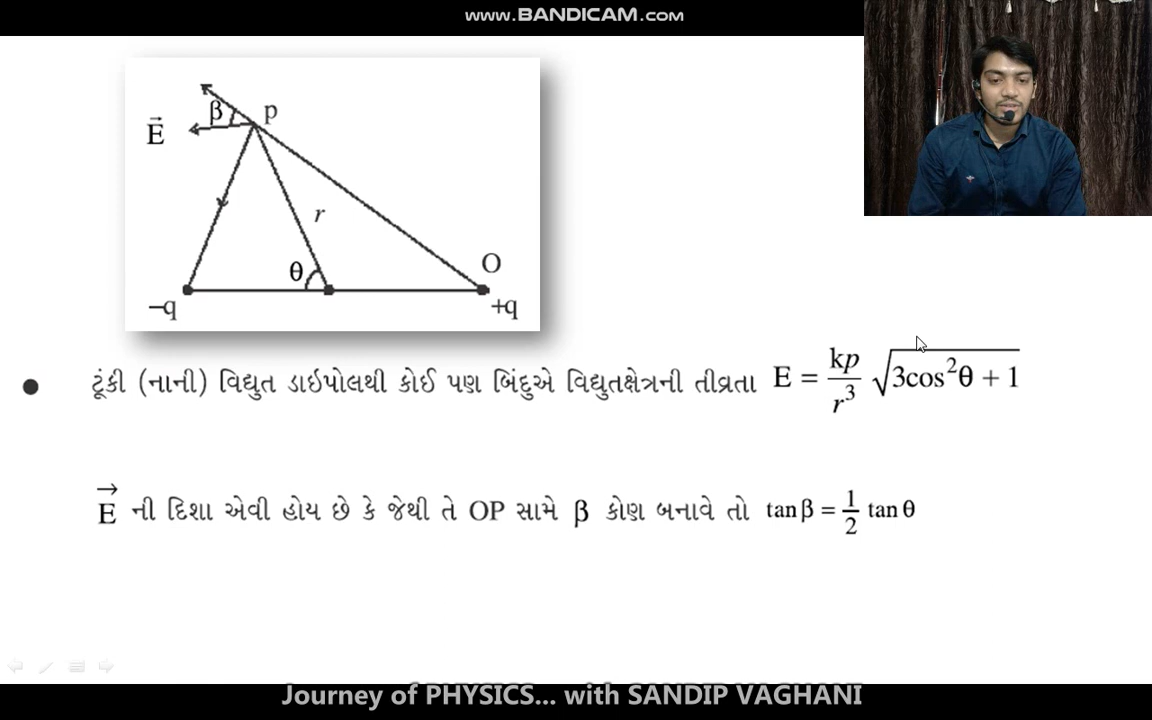 www.BANDICAM.com
β
P
E⃗
r
θ
O
–q
+q
ટૂંકી (નાની) વિદ્યુત ડાઇપોલથી કોઈ પણ બિંદુએ વિદ્યુતક્ષેત્રની તીવ્રતા E = kp/r³ √(3cos²θ + 1)
E⃗ ની દિશા એવી હોય છે કે જેથી તે OP સામે β કોણ બનાવે તો tanβ = 1/2 tanθ
Journey of PHYSICS... with SANDIP VAGHANI